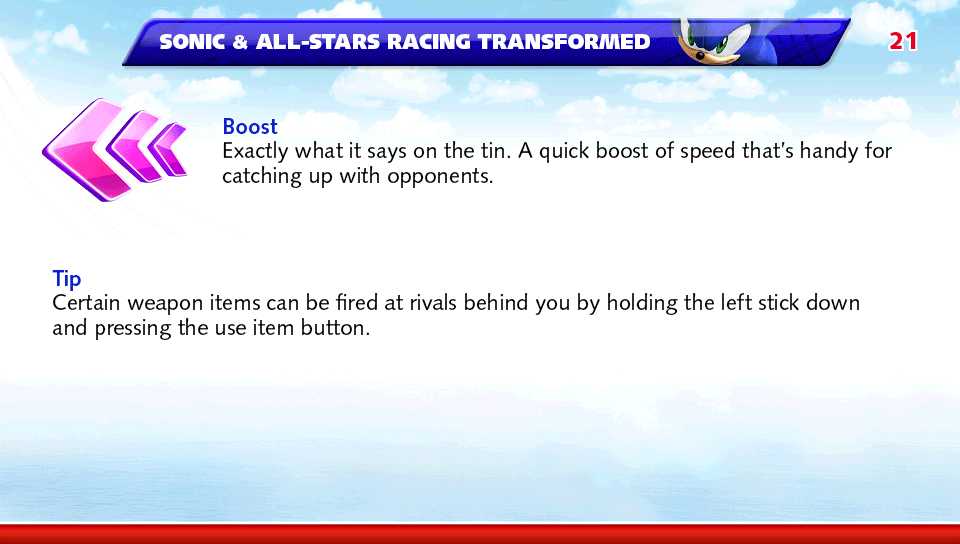 SONIC & ALL-STARS RACING TRANSFORMED
21
Boost
Exactly what it says on the tin. A quick boost of speed that's handy for
catching up with opponents.
Tip
Certain weapon items can be fired at rivals behind you by holding the left stick down
and pressing the use item button.